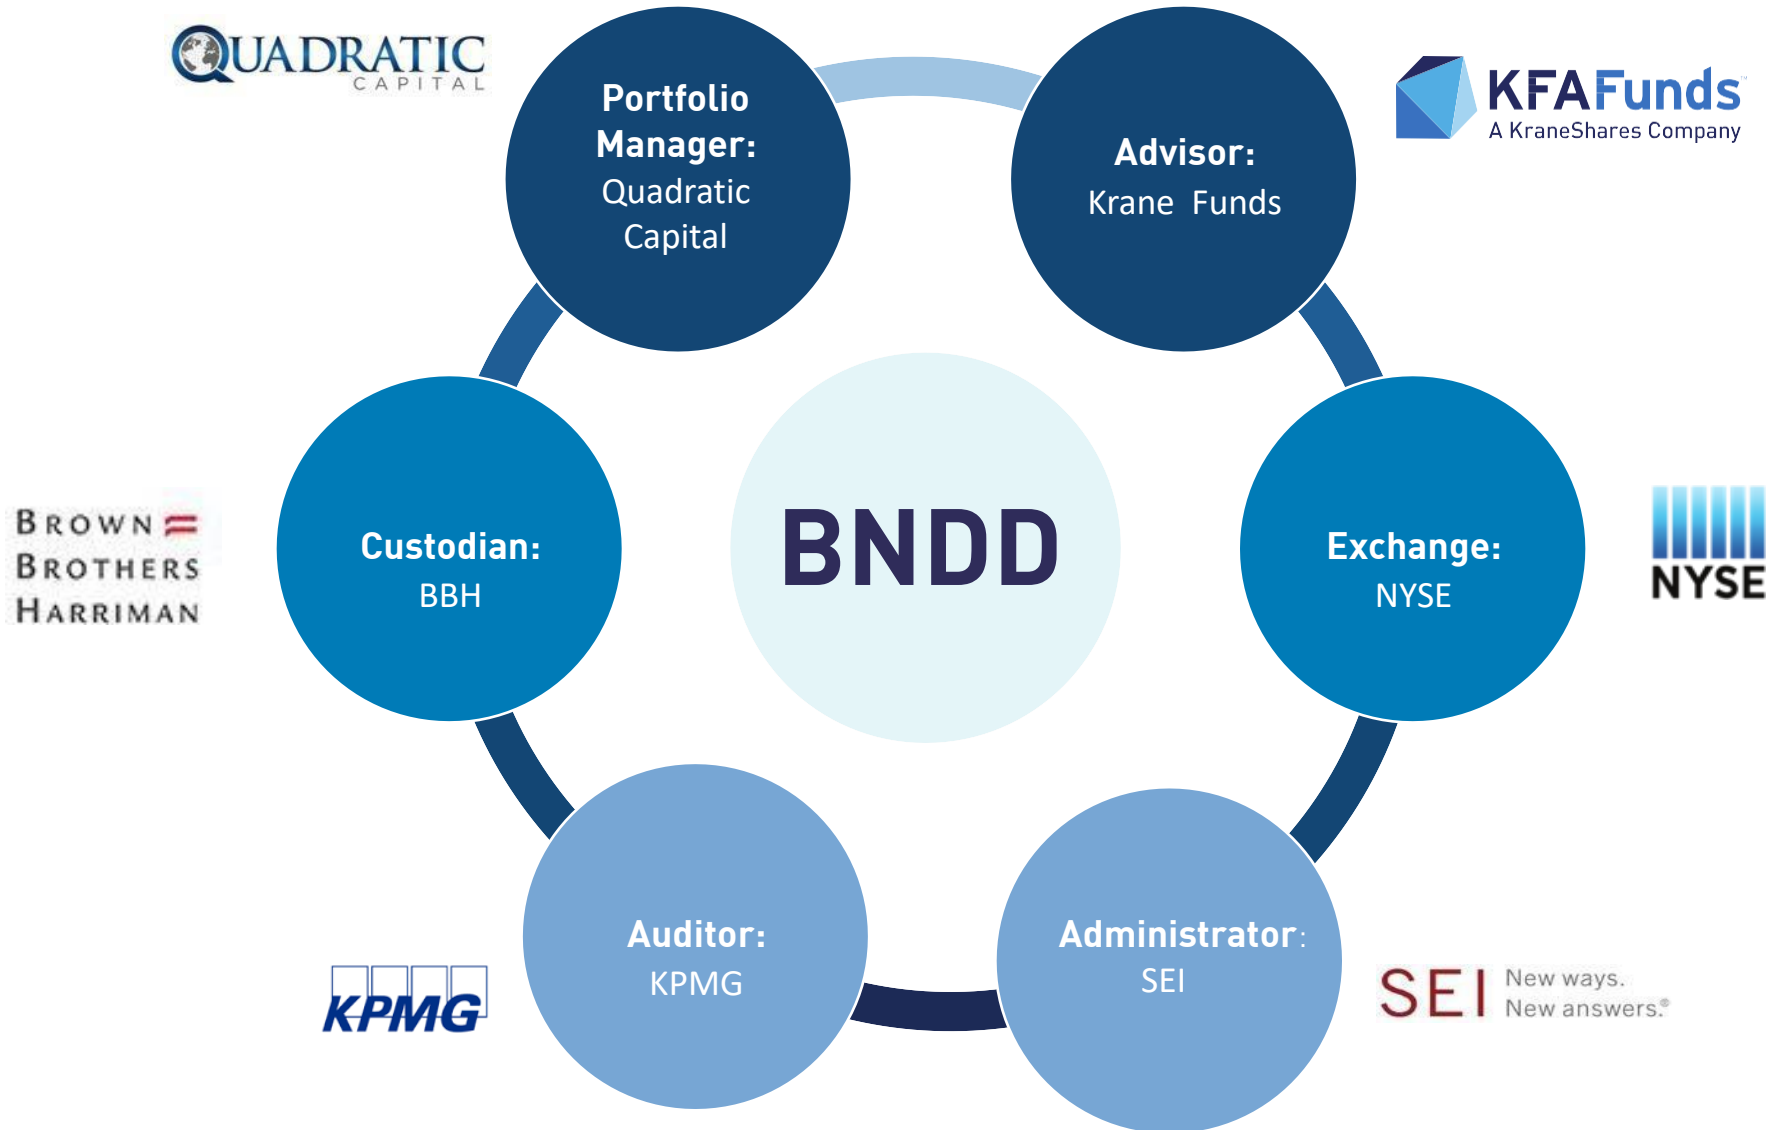 QUADRATIC
CAPITAL
Portfolio
Manager:
Quadratic
Capital
Advisor:
Krane Funds
KFAFunds™
A KraneShares Company
BROWN
BROTHERS
HARRIMAN
Custodian:
BBH
BNDD
Exchange:
NYSE
NYSE
KPMG
Auditor:
KPMG
Administrator:
SEI
SEI
New ways.
New answers.®